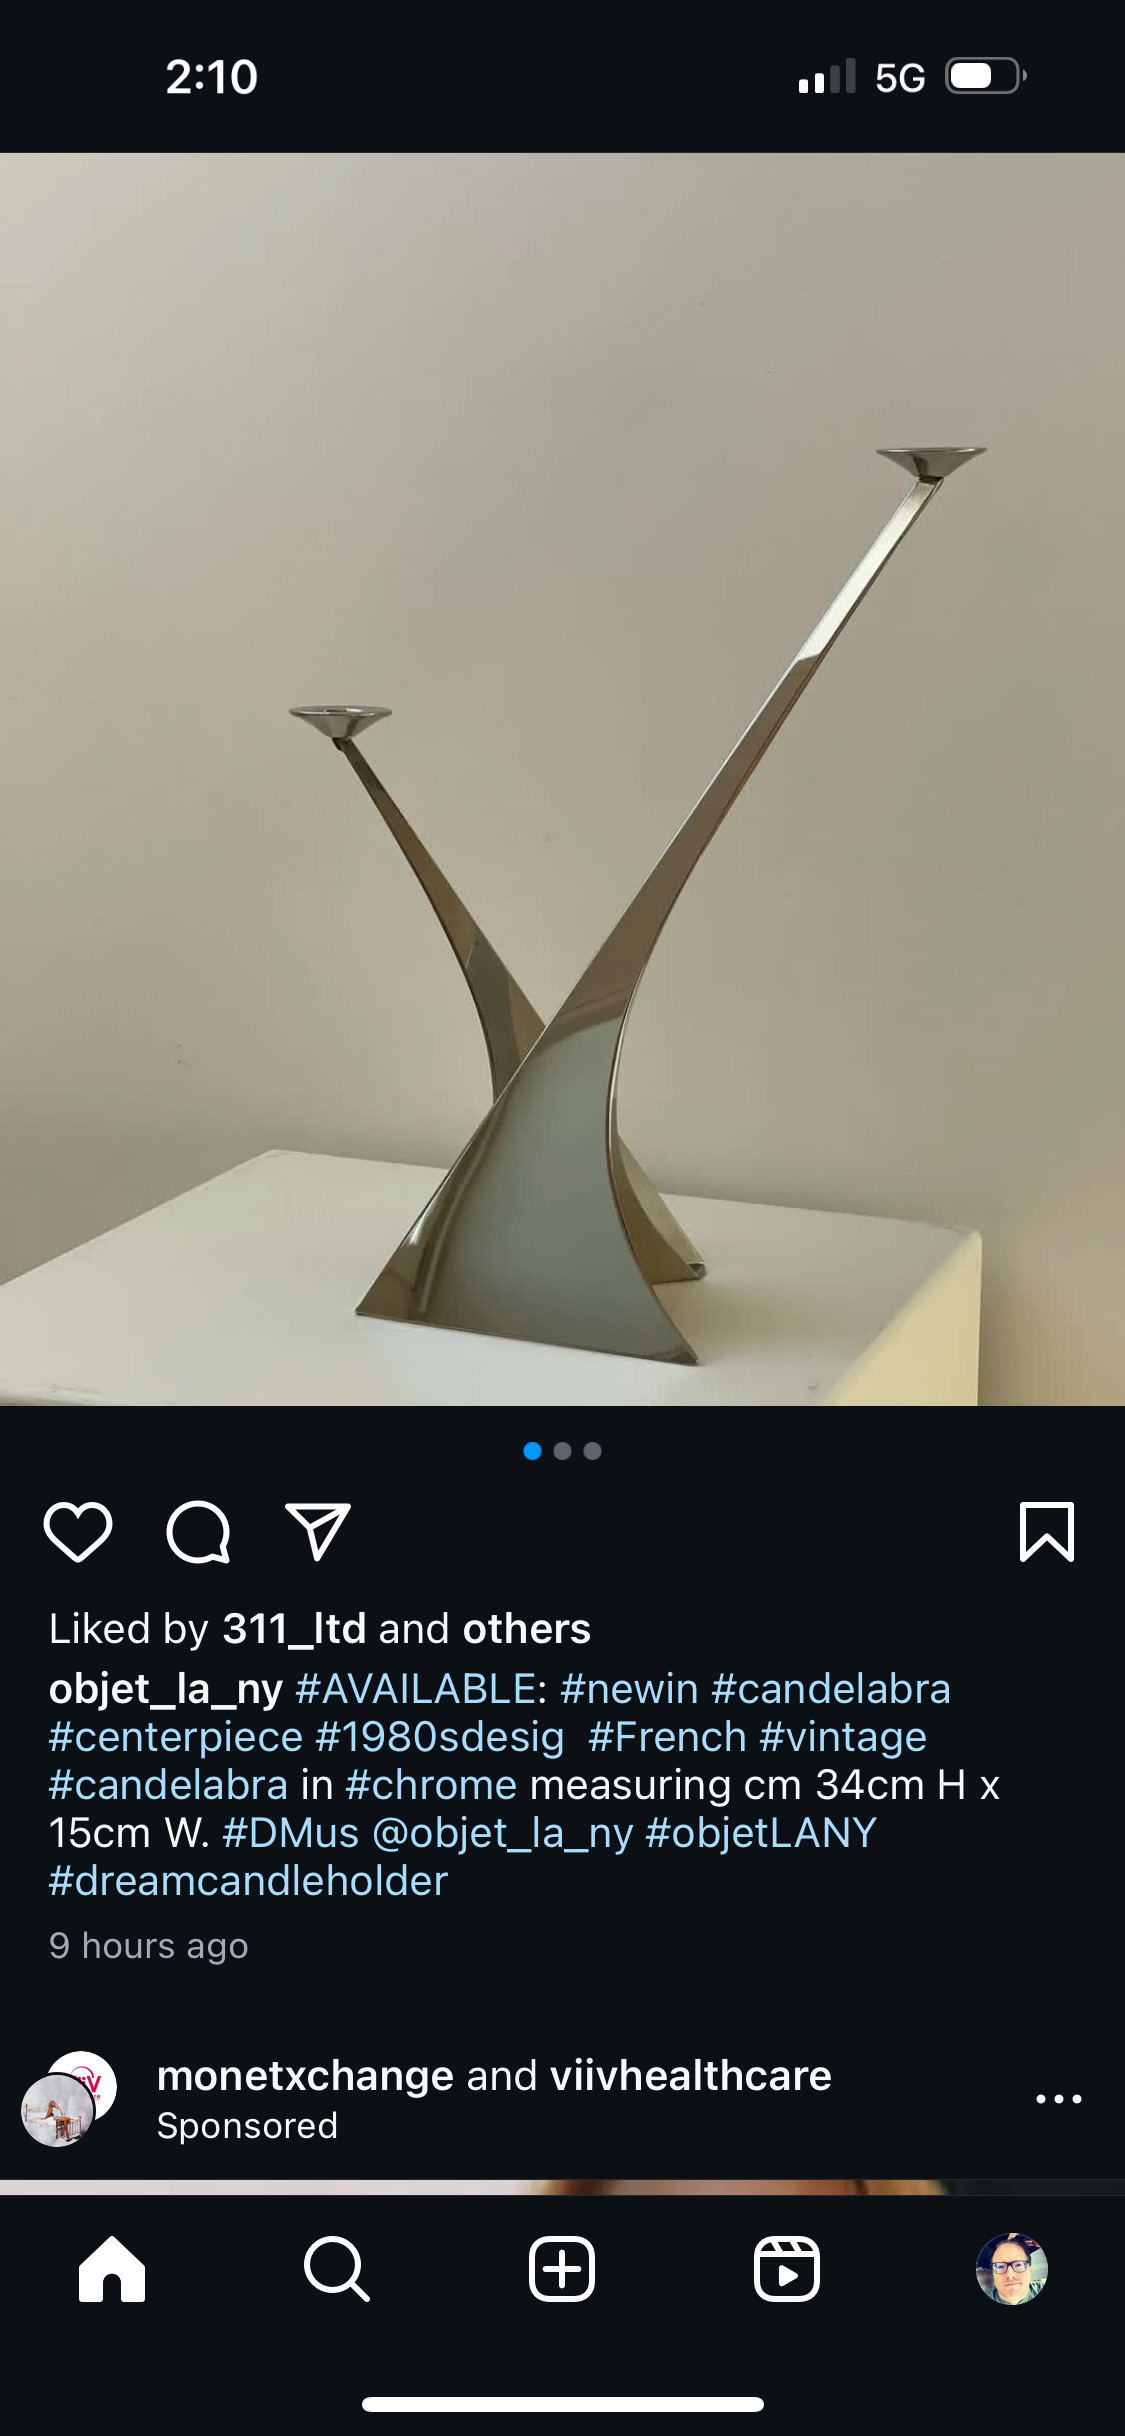 2:10
5G
Liked by 311_ltd and others
objet_la_ny #AVAILABLE: #newin #candelabra
#centerpiece #1980sdesig #French #vintage
#candelabra in #chrome measuring cm 34cm H x
15cm W. #DMus @objet_la_ny #objetLANY
#dreamcandleholder
9 hours ago
monetxchange and viivhealthcare
Sponsored